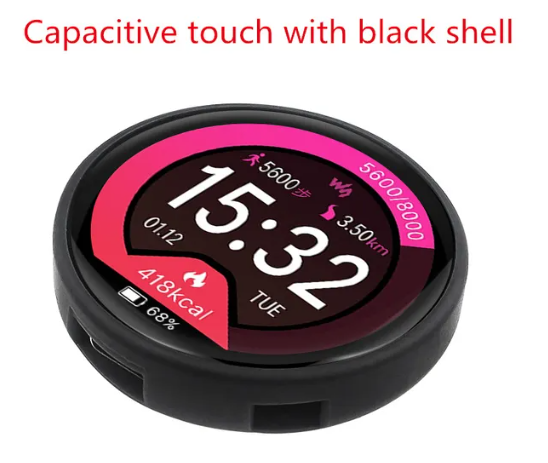 Capacitive touch with black shell
5600步
3.50km
5600/8000
15:32
01.12
TUE
418kcal
68%